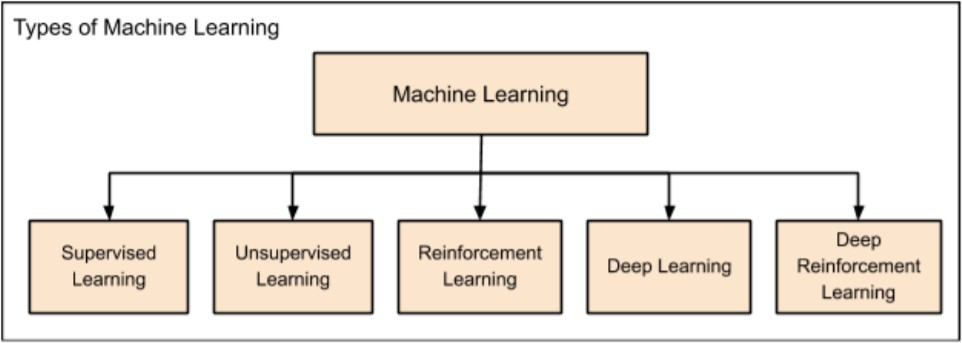 Types of Machine Learning
Machine Learning
Supervised
Learning
Unsupervised
Learning
Reinforcement
Learning
Deep Learning
Deep
Reinforcement
Learning